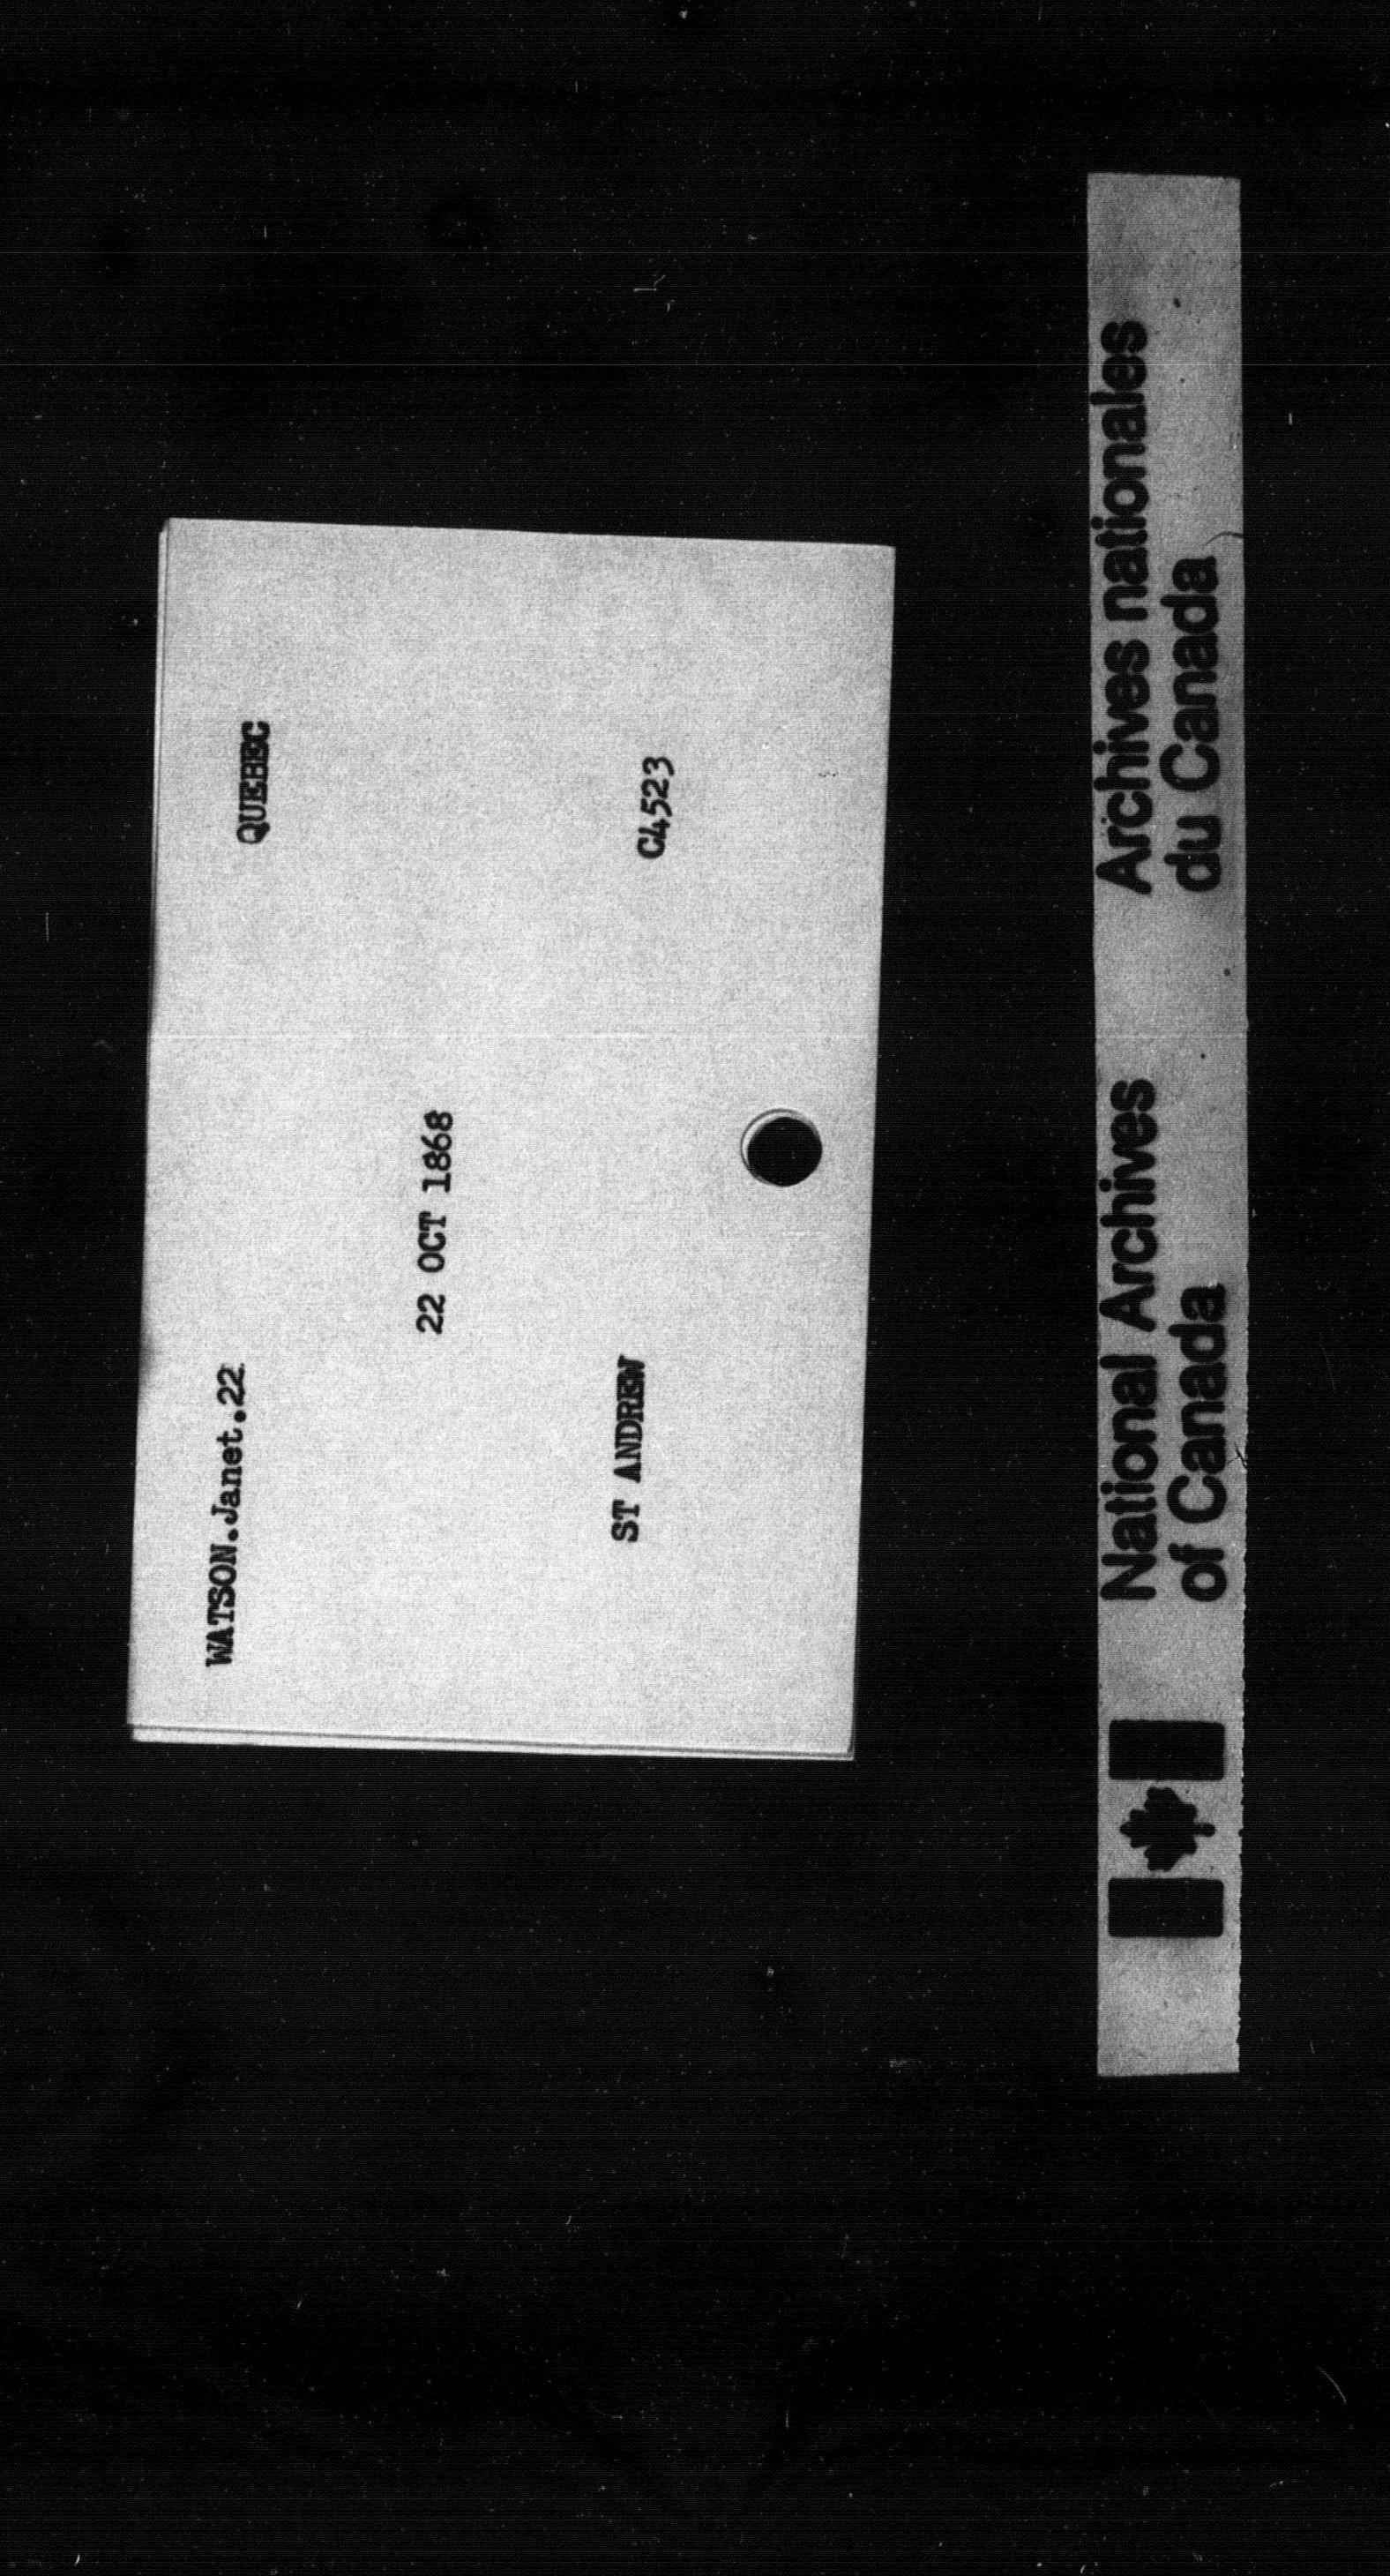 WATSON.Janet.22 QUEBEC
22 OCT 1868
ST ANDREW C4523
National Archives
of Canada
Archives nationales
du Canada